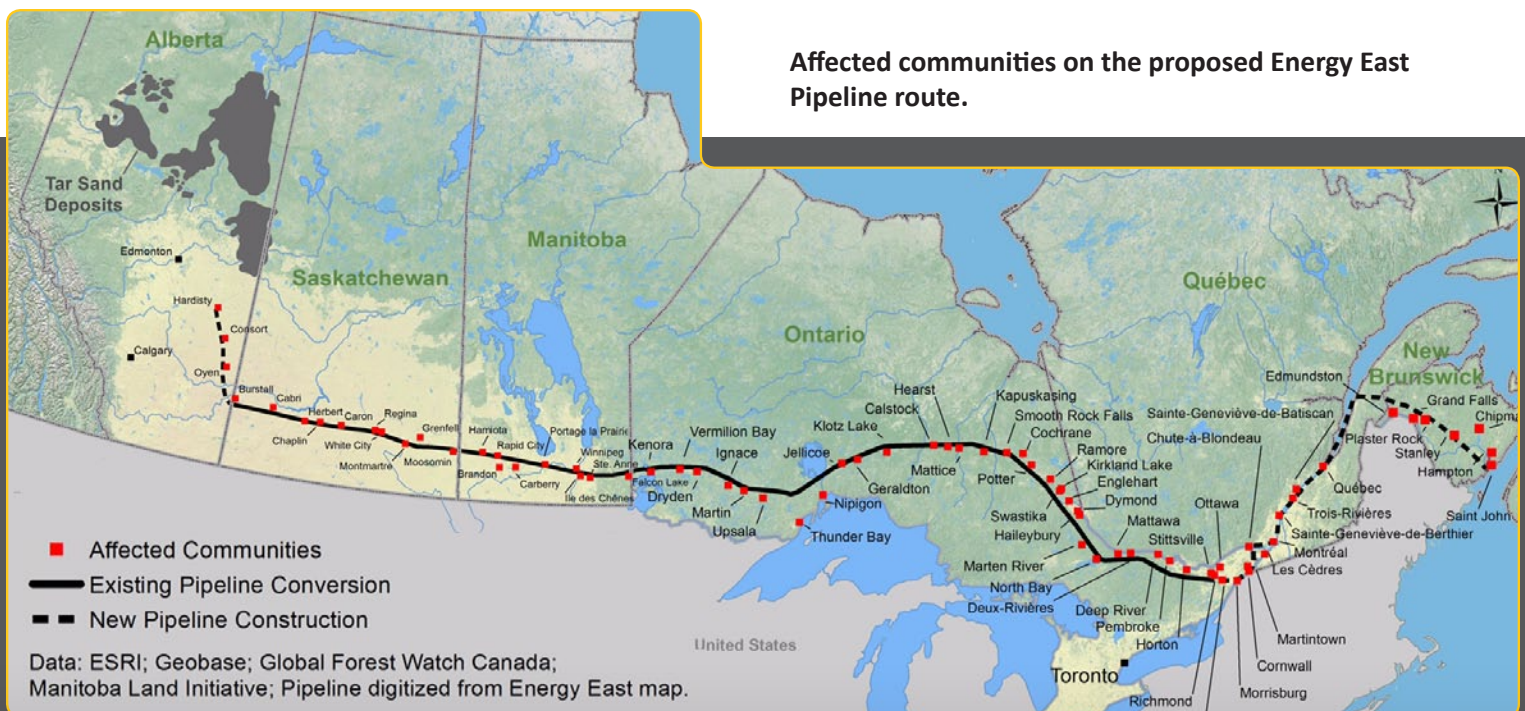 Affected communities on the proposed Energy East
Pipeline route.
Alberta
Tar Sand
Deposits
Edmonton
Hardisty
Consort
Calgary
Oyen
Saskatchewan
Burstall
Cabri
Herbert
Caron
Regina
Chaplin
White City
Grenfell
Montmartre
Moosomin
Manitoba
Hamiota
Rapid City
Portage la Prairie
Brandon
Carberry
Winnipeg
Ste. Anne
Ile des Chênes
Falcon Lake
Ontario
Kenora
Vermilion Bay
Dryden
Ignace
Martin
Upsala
Thunder Bay
Nipigon
Jellicoe
Geraldton
Klotz Lake
Calstock
Hearst
Mattice
Kapuskasing
Smooth Rock Falls
Cochrane
Potter
Ramore
Kirkland Lake
Englehart
Dymond
Swastika
Haileybury
Marten River
North Bay
Mattawa
Deux-Rivières
Stittsville
Deep River
Pembroke
Horton
Ottawa
Richmond
Toronto
Morrisburg
Cornwall
Martintown
Québec
Chute-à-Blondeau
Sainte-Geneviève-de-Batiscan
Les Cèdres
Montréal
Sainte-Geneviève-de-Berthier
Trois-Rivières
Québec
New
Brunswick
Edmundston
Grand Falls
Plaster Rock
Stanley
Hampton
Saint John
United States
Affected Communities
Existing Pipeline Conversion
New Pipeline Construction
Data: ESRI; Geobase; Global Forest Watch Canada;
Manitoba Land Initiative; Pipeline digitized from Energy East map.